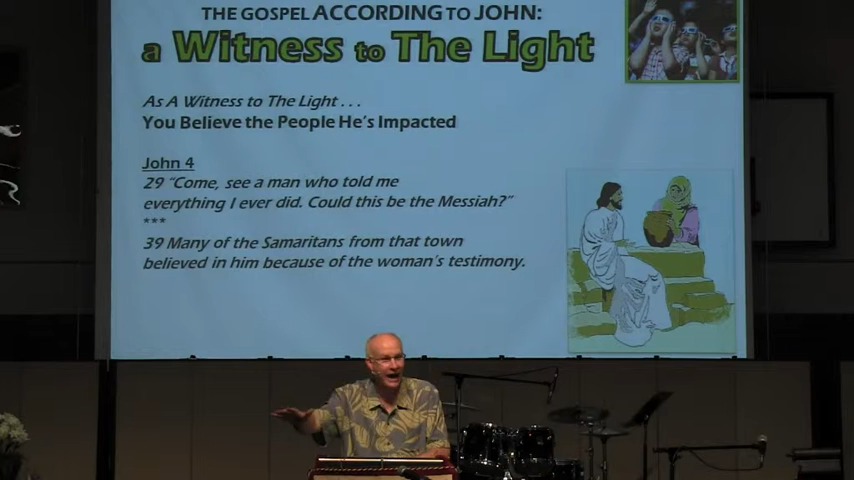 THE GOSPEL ACCORDING TO JOHN:
a Witness to The Light
As A Witness to The Light . . .
You Believe the People He's Impacted
John 4
29 "Come, see a man who told me
everything I ever did. Could this be the Messiah?"
***
39 Many of the Samaritans from that town
believed in him because of the woman's testimony.